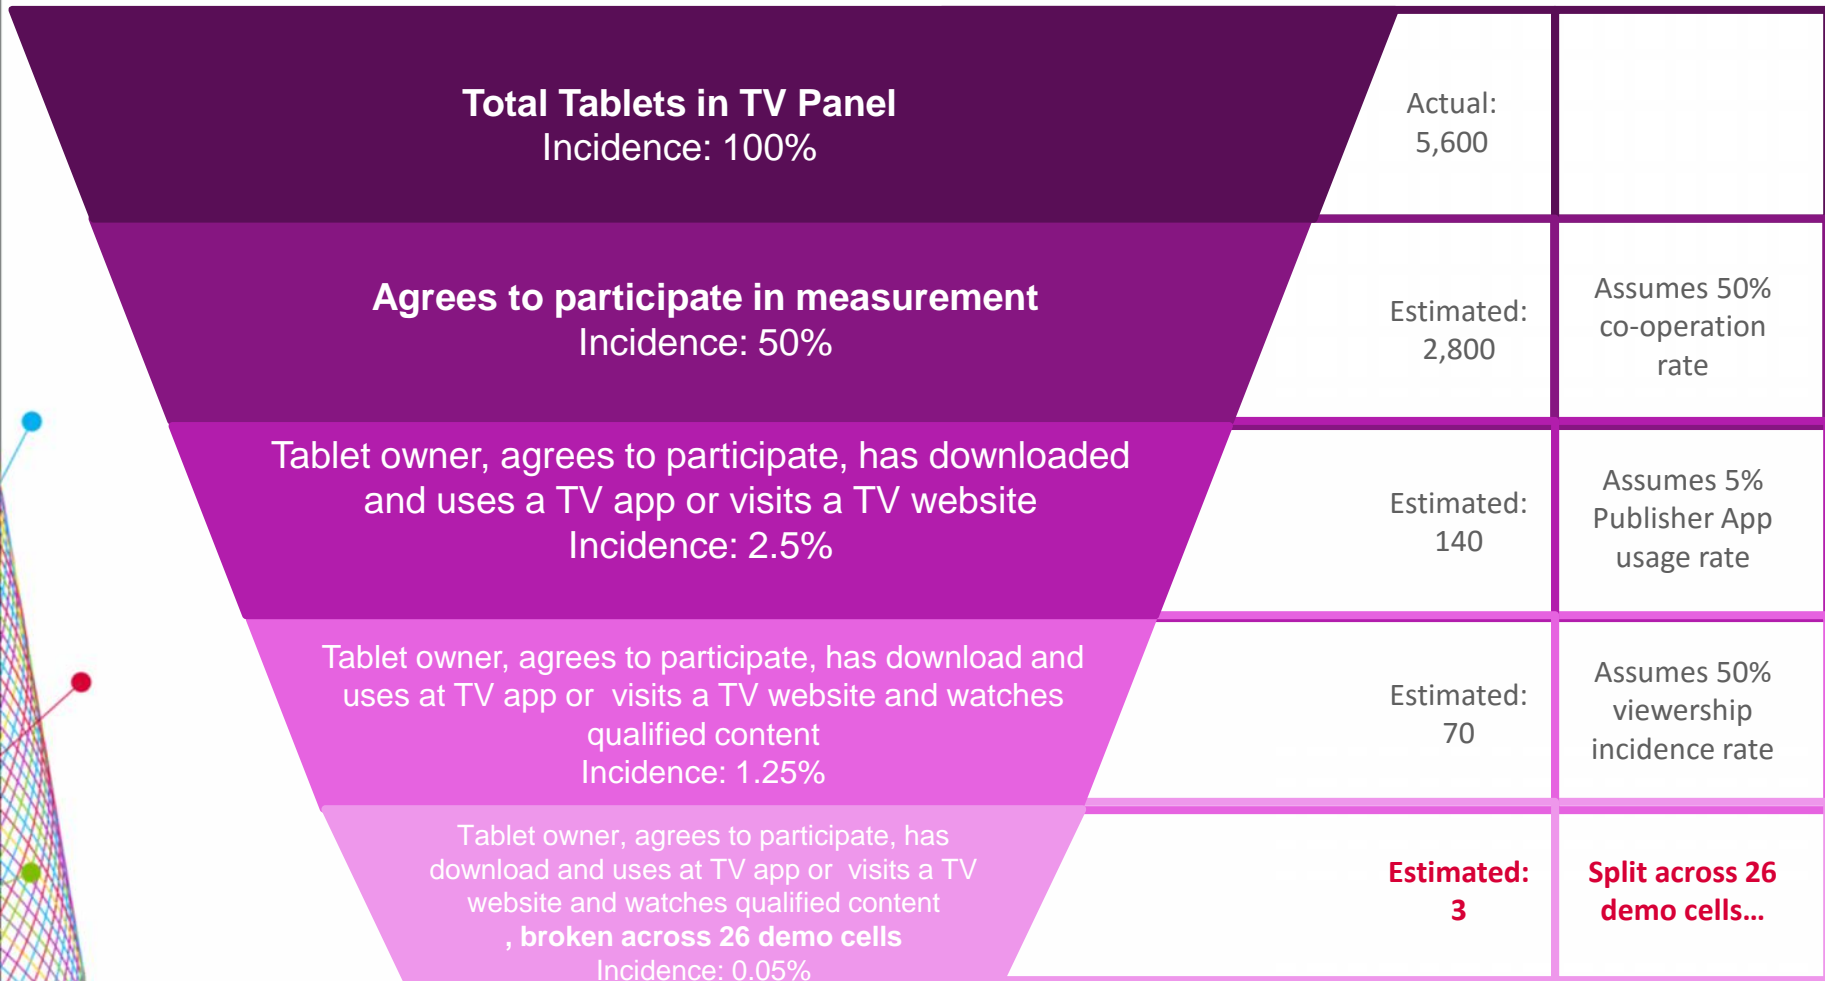 Total Tablets in TV Panel
Incidence: 100%
Actual:
5,600
Agrees to participate in measurement
Incidence: 50%
Estimated:
2,800
Assumes 50%
co-operation
rate
Tablet owner, agrees to participate, has downloaded
and uses a TV app or visits a TV website
Incidence: 2.5%
Estimated:
140
Assumes 5%
Publisher App
usage rate
Tablet owner, agrees to participate, has download and
uses at TV app or  visits a TV website and watches
qualified content
Incidence: 1.25%
Estimated:
70
Assumes 50%
viewership
incidence rate
Tablet owner, agrees to participate, has
download and uses at TV app or  visits a TV
website and watches qualified content
, broken across 26 demo cells
Incidence: 0.05%
Estimated:
3
Split across 26
demo cells…